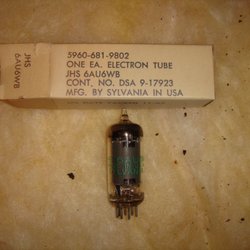 JHS
6AU6WB
5960-681-9802
ONE EA. ELECTRON TUBE
JHS 6AU6WB
CONT. NO. DSA 9-17923
MFG. BY SYLVANIA IN USA